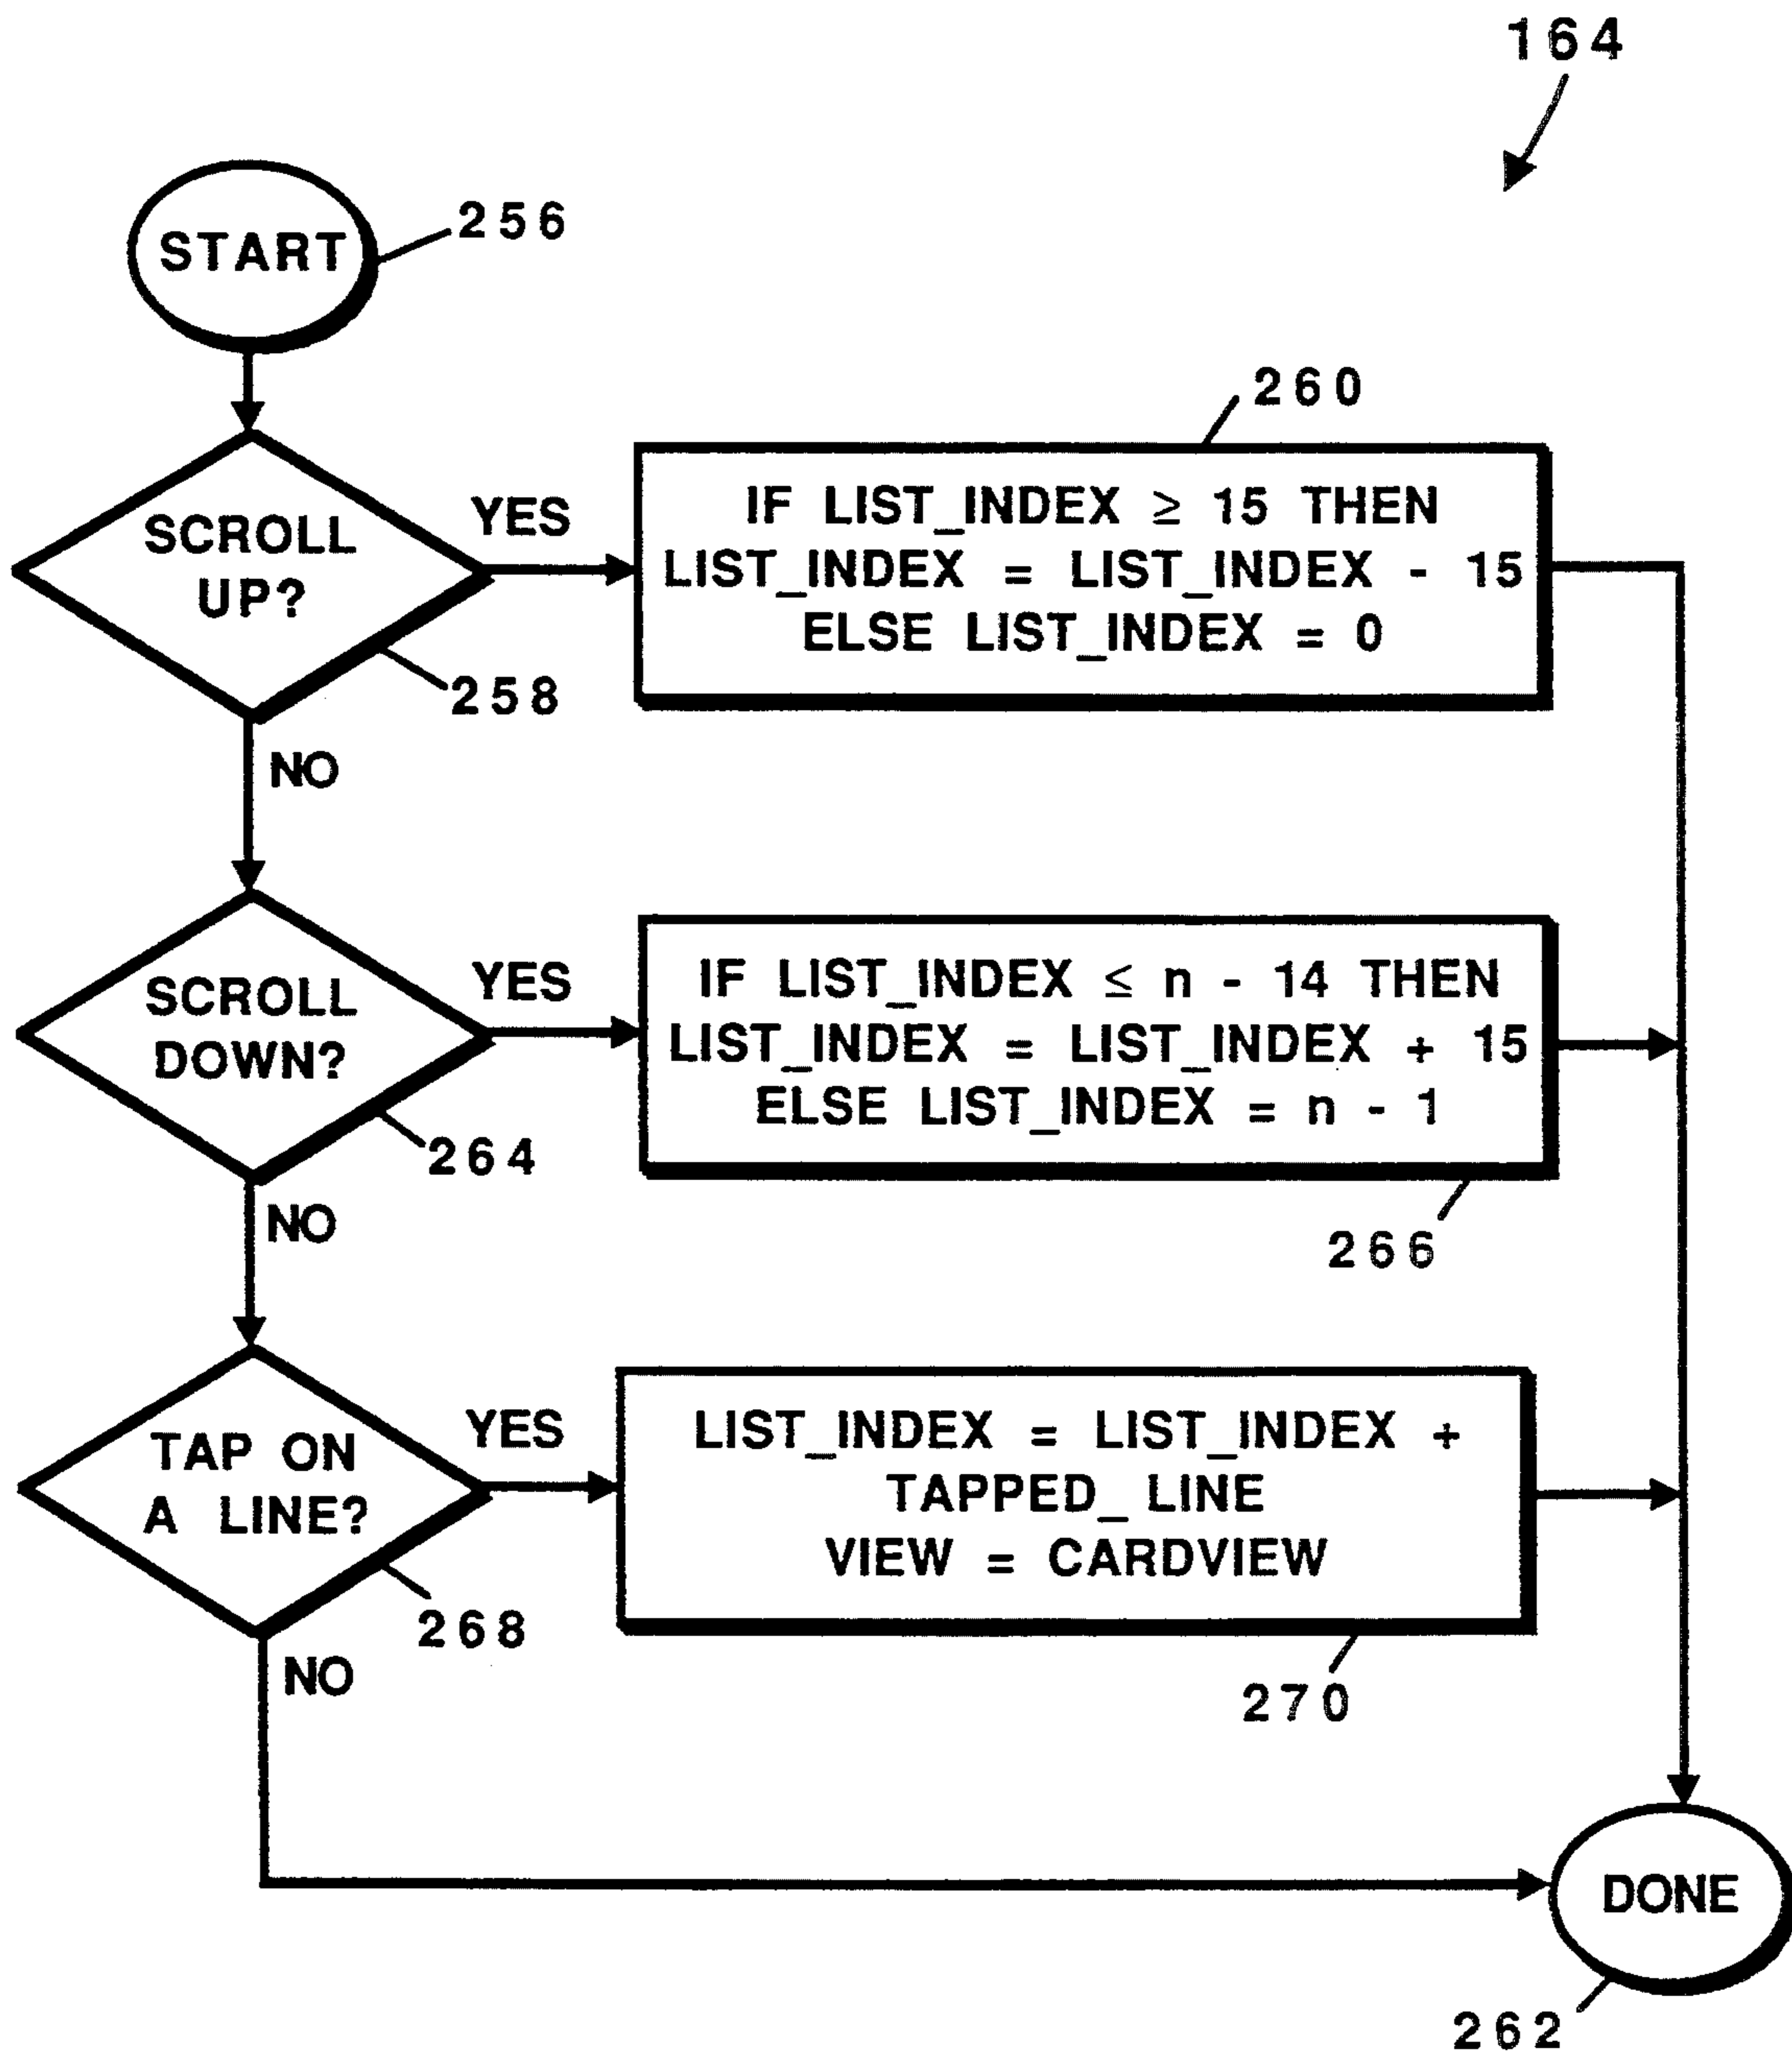 164
START
256
260
SCROLL
UP?
YES
IF LIST_INDEX ≥ 15 THEN
LIST_INDEX = LIST_INDEX - 15
ELSE LIST_INDEX = 0
258
NO
SCROLL
DOWN?
YES
IF LIST_INDEX ≤ n - 14 THEN
LIST_INDEX = LIST_INDEX + 15
ELSE LIST_INDEX = n - 1
264
266
NO
TAP ON
A LINE?
YES
LIST_INDEX = LIST_INDEX +
TAPPED_ LINE
VIEW = CARDVIEW
268
270
NO
DONE
262